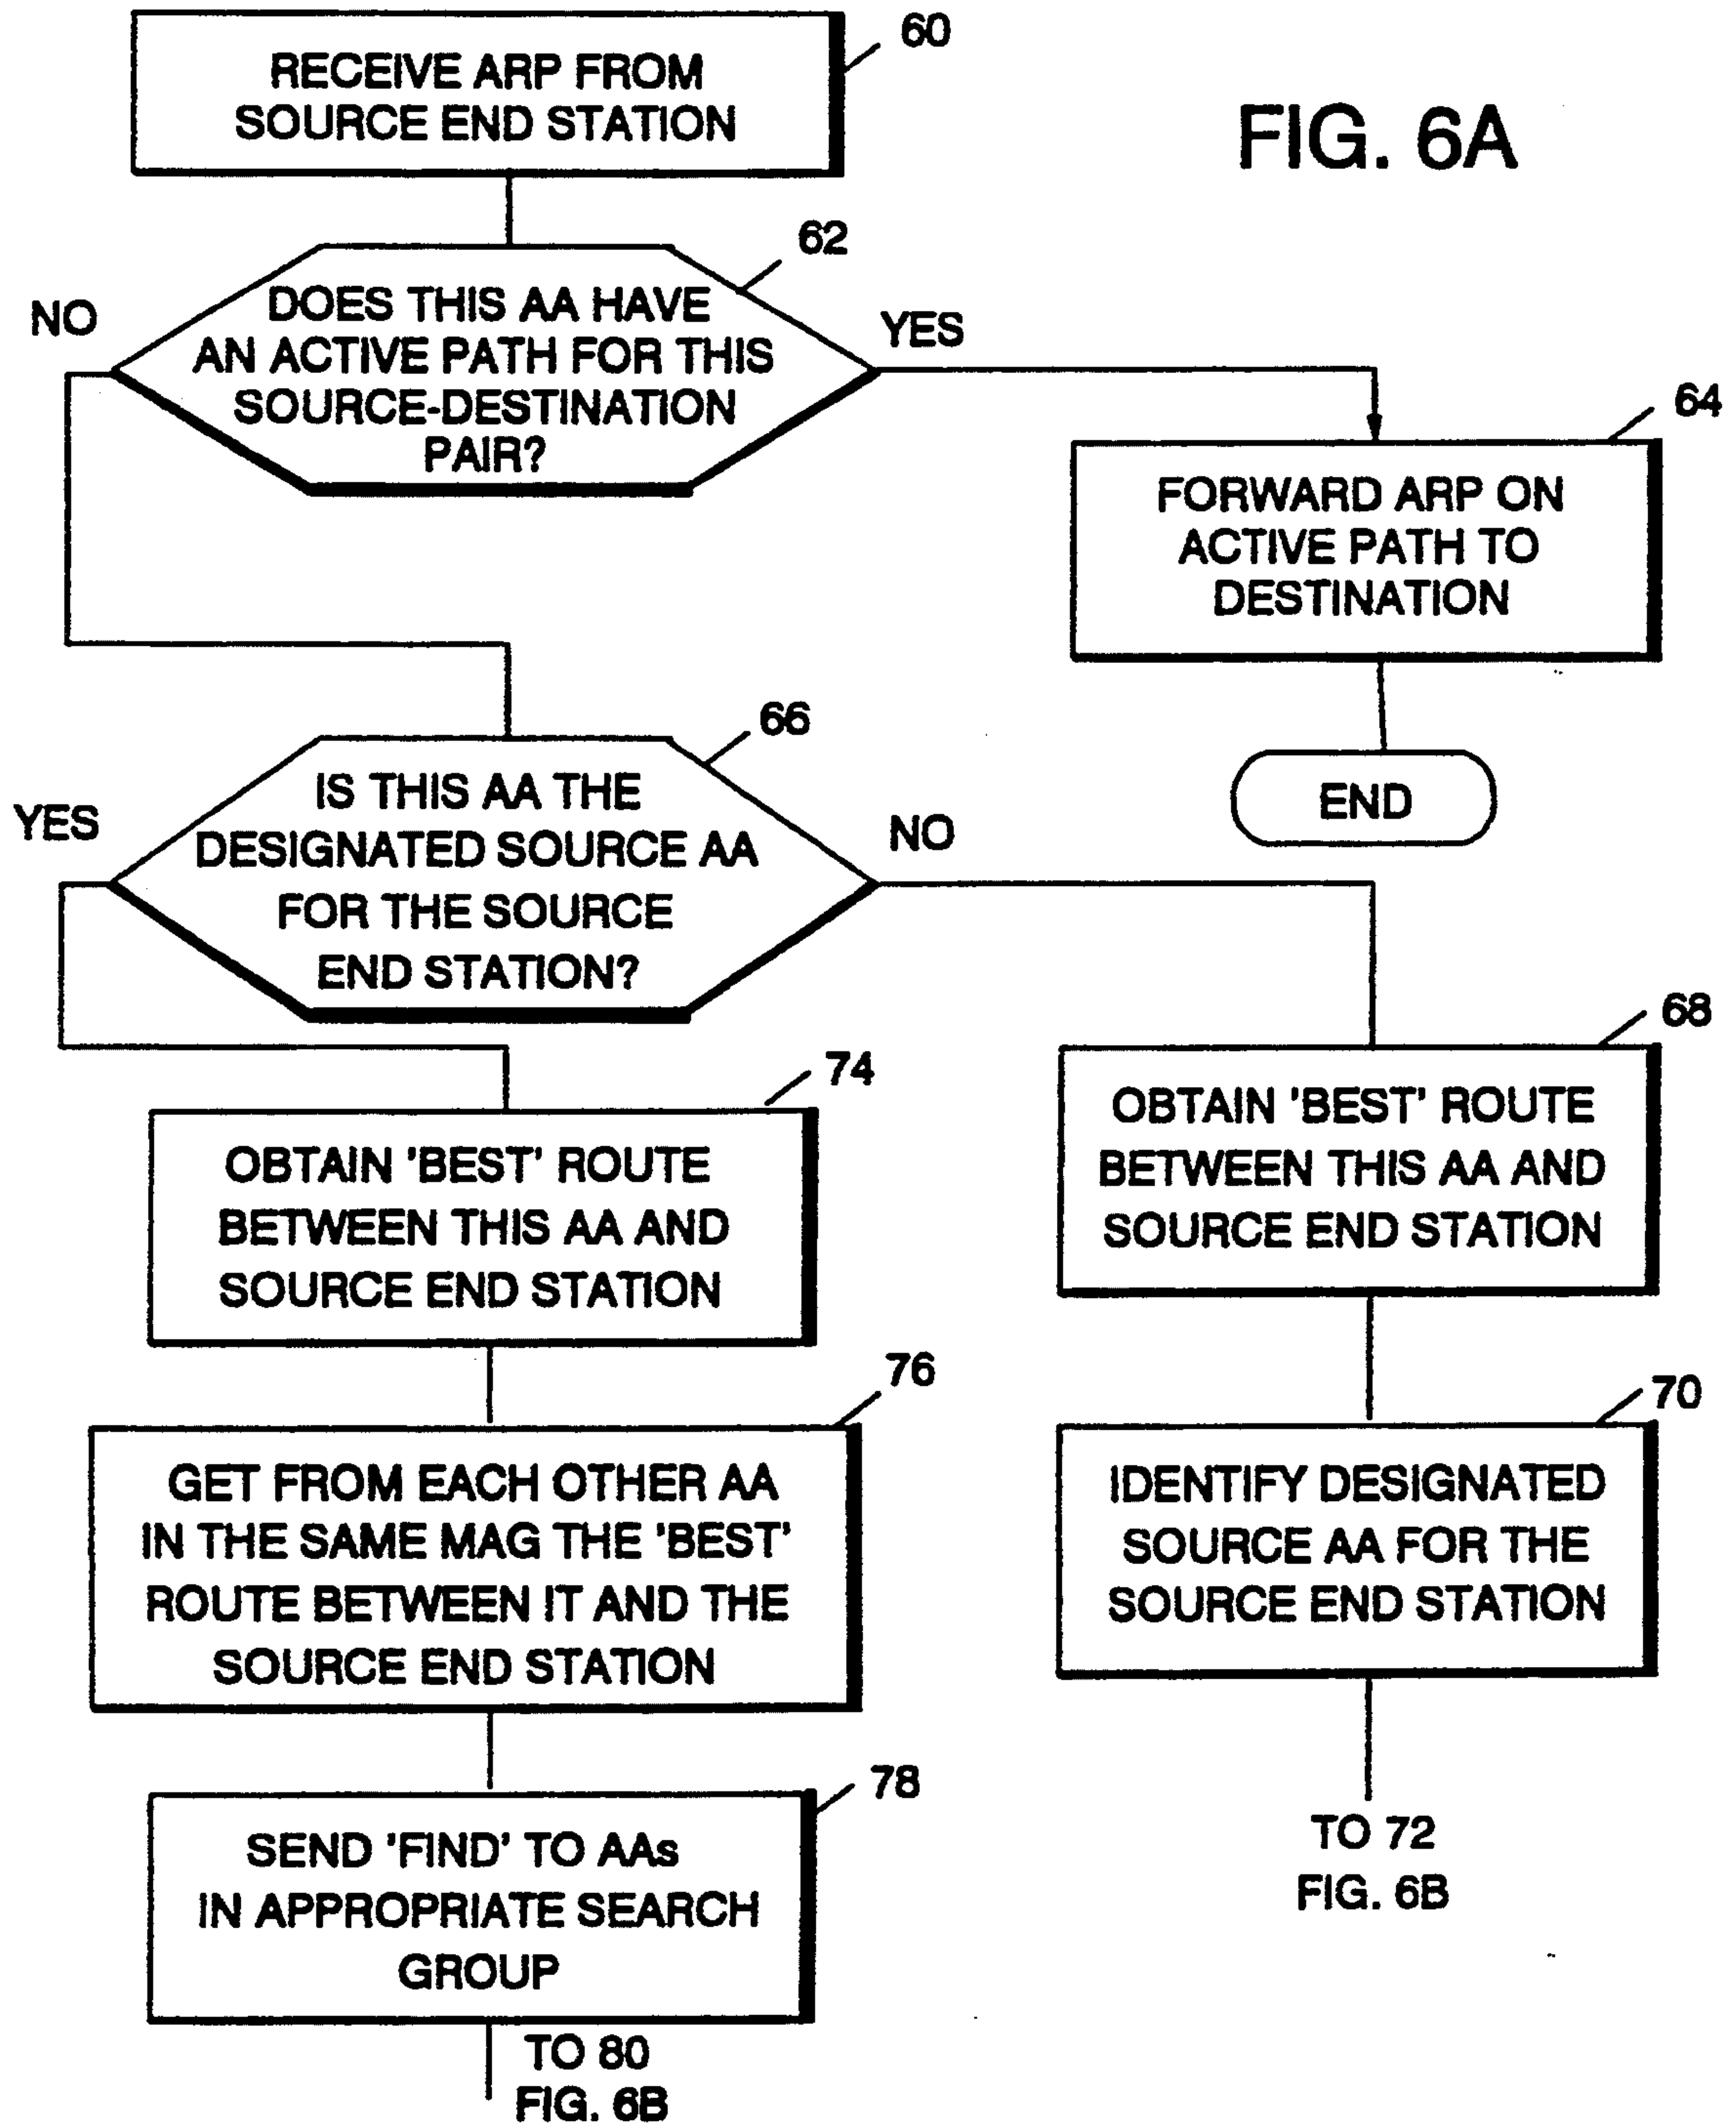 60
RECEIVE ARP FROM
SOURCE END STATION
FIG. 6A
62
NO
DOES THIS AA HAVE
AN ACTIVE PATH FOR THIS
SOURCE-DESTINATION
PAIR?
YES
64
FORWARD ARP ON
ACTIVE PATH TO
DESTINATION
END
66
YES
IS THIS AA THE
DESIGNATED SOURCE AA
FOR THE SOURCE
END STATION?
NO
74
OBTAIN 'BEST' ROUTE
BETWEEN THIS AA AND
SOURCE END STATION
68
OBTAIN 'BEST' ROUTE
BETWEEN THIS AA AND
SOURCE END STATION
76
GET FROM EACH OTHER AA
IN THE SAME MAG THE 'BEST'
ROUTE BETWEEN IT AND THE
SOURCE END STATION
70
IDENTIFY DESIGNATED
SOURCE AA FOR THE
SOURCE END STATION
78
SEND 'FIND' TO AAs
IN APPROPRIATE SEARCH
GROUP
TO 72
FIG. 6B
TO 80
FIG. 6B